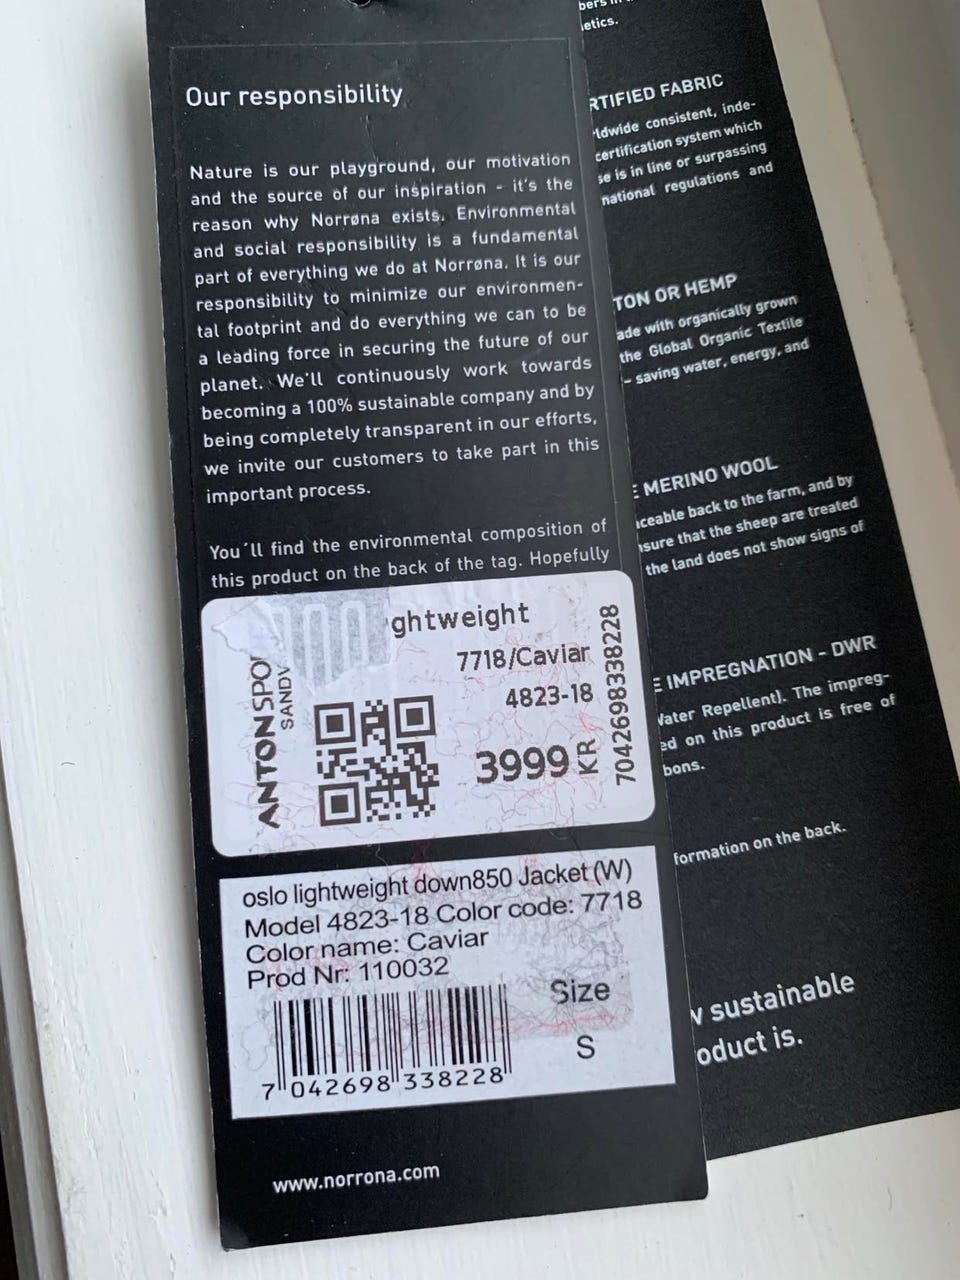 Our responsibility
Nature is our playground, our motivation
and the source of our inspiration - it's the
reason why Norrøna exists. Environmental
and social responsibility is a fundamental
part of everything we do at Norrøna. It is our
responsibility to minimize our environmen-
tal footprint and do everything we can to be
a leading force in securing the future of our
planet. We'll continuously work towards
becoming a 100% sustainable company and by
being completely transparent in our efforts,
we invite our customers to take part in this
important process.
You´ll find the environmental composition of
this product on the back of the tag. Hopefully
ghtweight
7718/Caviar
4823-18
3999 KR
7042698338228
ANTONSPO
SANDV
oslo lightweight down850 Jacket (W)
Model 4823-18 Color code: 7718
Color name: Caviar
Prod Nr: 110032
Size
S
7 042698 338228
www.norrona.com
etics.
RTIFIED FABRIC
ldwide consistent, inde-
certification system which
se is in line or surpassing
national regulations and
TON OR HEMP
ade with organically grown
the Global Organic Textile
- saving water, energy, and
E MERINO WOOL
aceable back to the farm, and by
nsure that the sheep are treated
the land does not show signs of
E IMPREGNATION - DWR
Water Repellent). The impreg-
ed on this product is free of
bons.
formation on the back.
sustainable
oduct is.